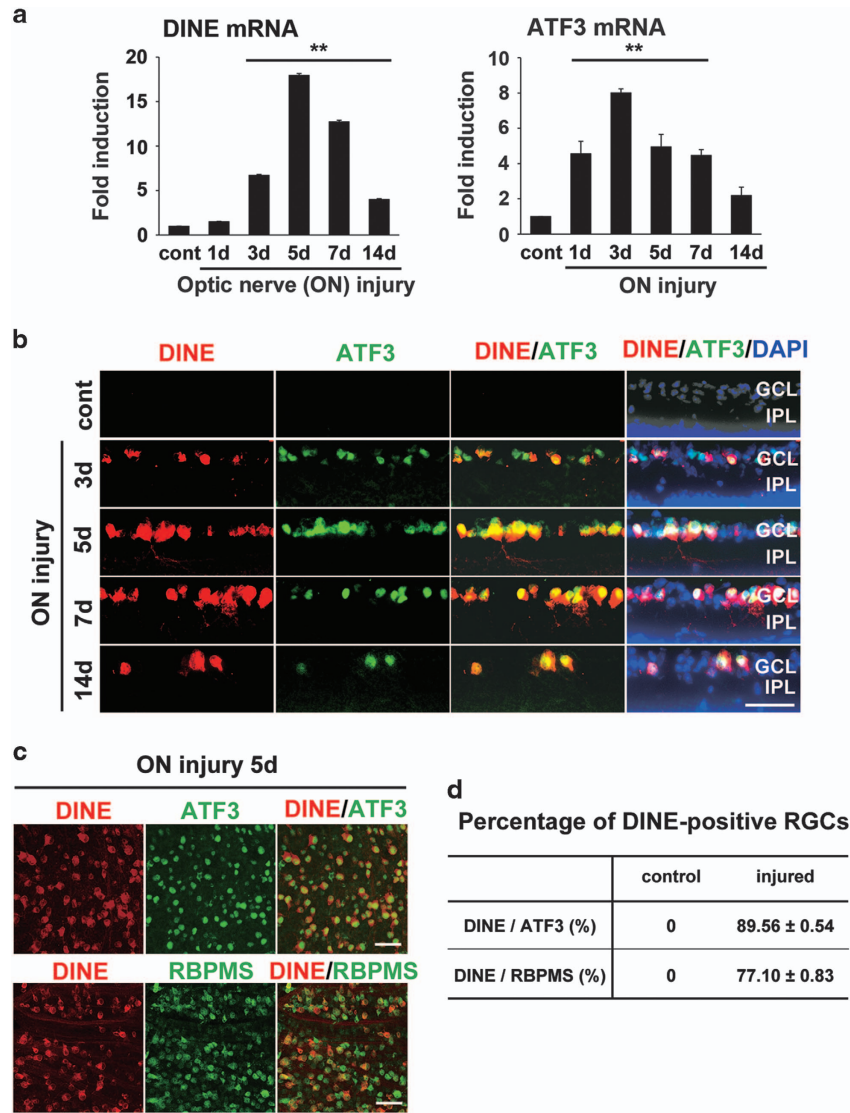 a
DINE mRNA
ATF3 mRNA
**
**
Fold induction
20
15
10
5
0
cont 1d 3d 5d 7d 14d
Optic nerve (ON) injury
Fold induction
10
8
6
4
2
0
cont 1d 3d 5d 7d 14d
ON injury
b
DINE ATF3 DINE/ATF3 DINE/ATF3/DAPI
cont
GCL
IPL
ON injury
3d
GCL
IPL
5d
GCL
IPL
7d
GCL
IPL
14d
GCL
IPL
c
ON injury 5d
DINE ATF3 DINE/ATF3
DINE RBPMS DINE/RBPMS
d
Percentage of DINE-positive RGCs
control injured
DINE / ATF3 (%) 0 89.56 ± 0.54
DINE / RBPMS (%) 0 77.10 ± 0.83